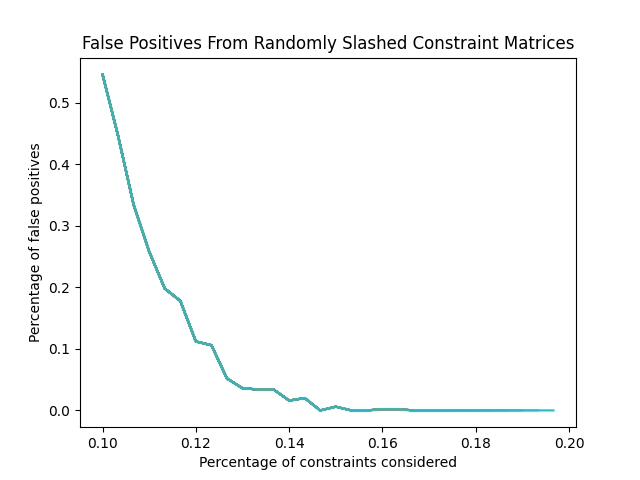 False Positives From Randomly Slashed Constraint Matrices
Percentage of false positives
0.5
0.4
0.3
0.2
0.1
0.0
0.10 0.12 0.14 0.16 0.18 0.20
Percentage of constraints considered